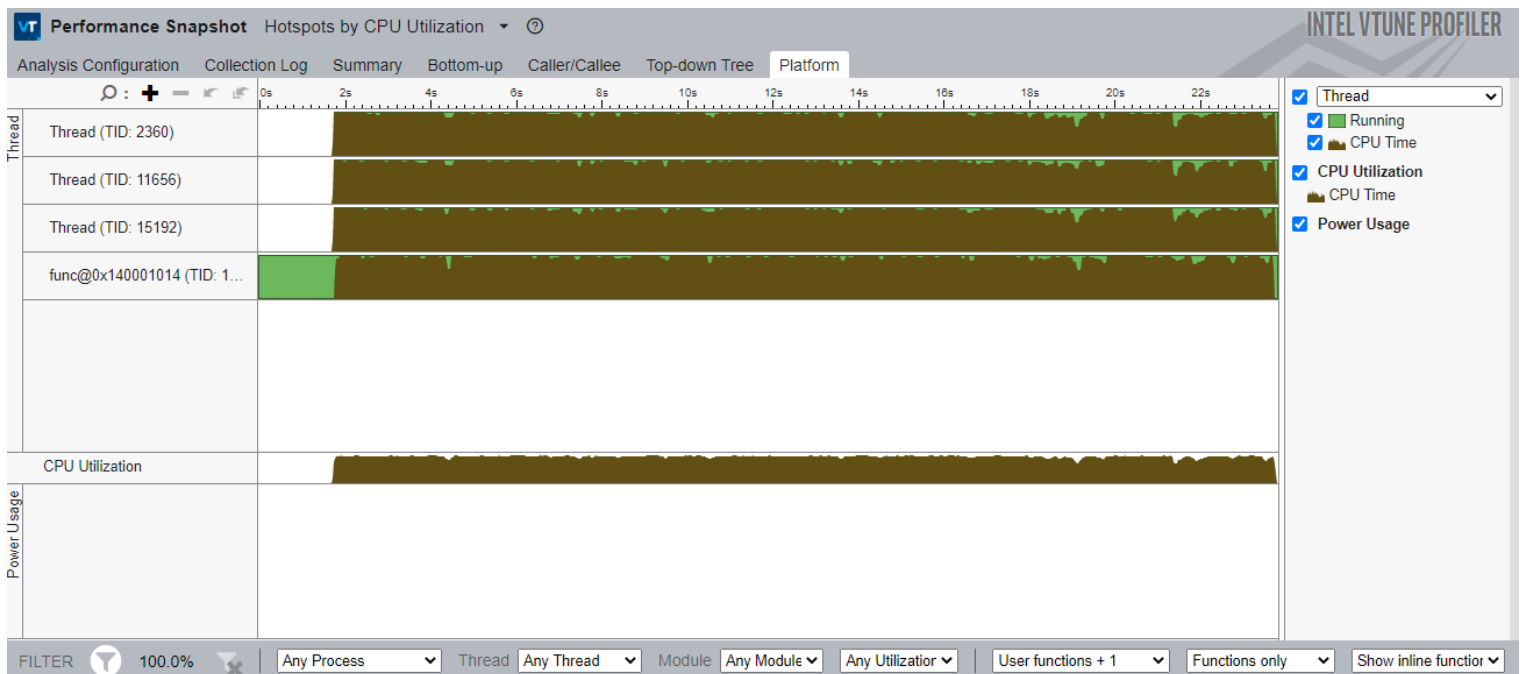 VT Performance Snapshot Hotspots by CPU Utilization ? INTEL VTUNE PROFILER
Analysis Configuration Collection Log Summary Bottom-up Caller/Callee Top-down Tree Platform
0s 2s 4s 6s 8s 10s 12s 14s 16s 18s 20s 22s
Thread
Thread (TID: 2360)
Thread (TID: 11656)
Thread (TID: 15192)
func@0x140001014 (TID: 1...
CPU Utilization
Power Usage
Thread
Running
CPU Time
CPU Utilization
CPU Time
Power Usage
FILTER 100.0% Any Process Thread Any Thread Module Any Module Any Utilization User functions + 1 Functions only Show inline function